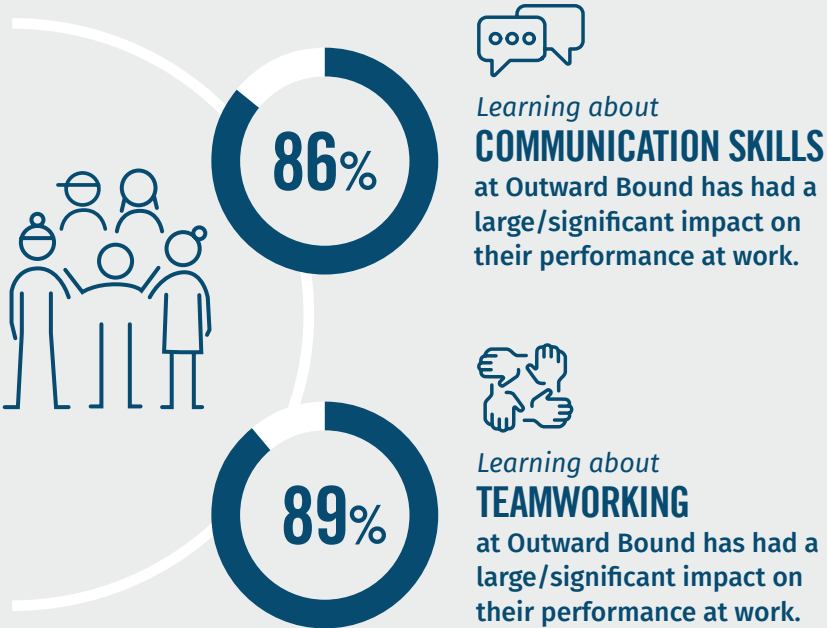 86%
Learning about
COMMUNICATION SKILLS
at Outward Bound has had a
large/significant impact on
their performance at work.
89%
Learning about
TEAMWORKING
at Outward Bound has had a
large/significant impact on
their performance at work.